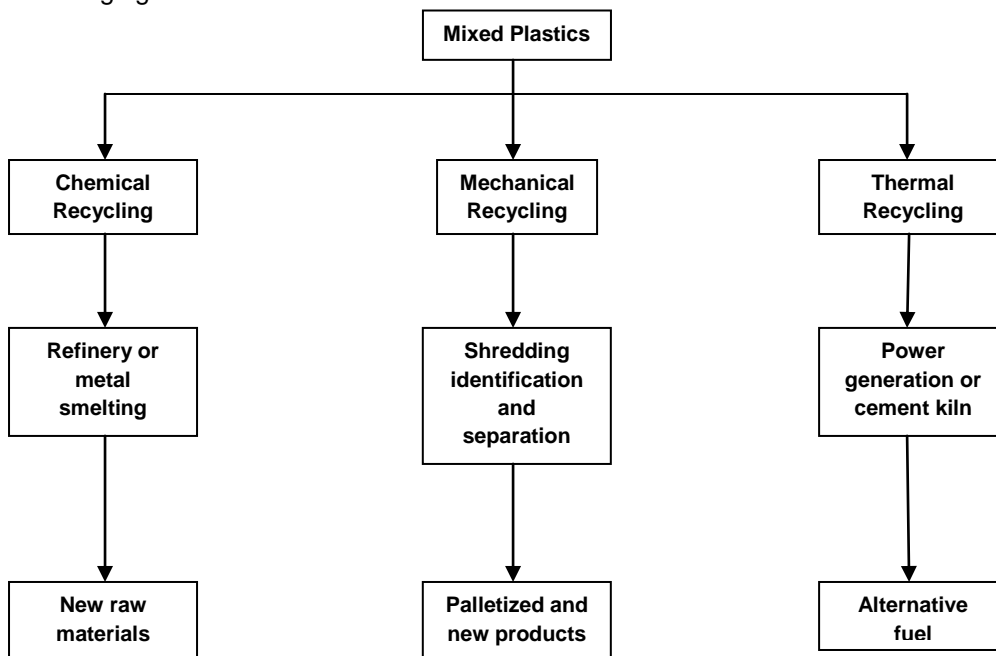 Mixed Plastics
Chemical
Recycling
Mechanical
Recycling
Thermal
Recycling
Refinery or
metal
smelting
Shredding
identification
and
separation
Power
generation or
cement kiln
New raw
materials
Palletized and
new products
Alternative
fuel